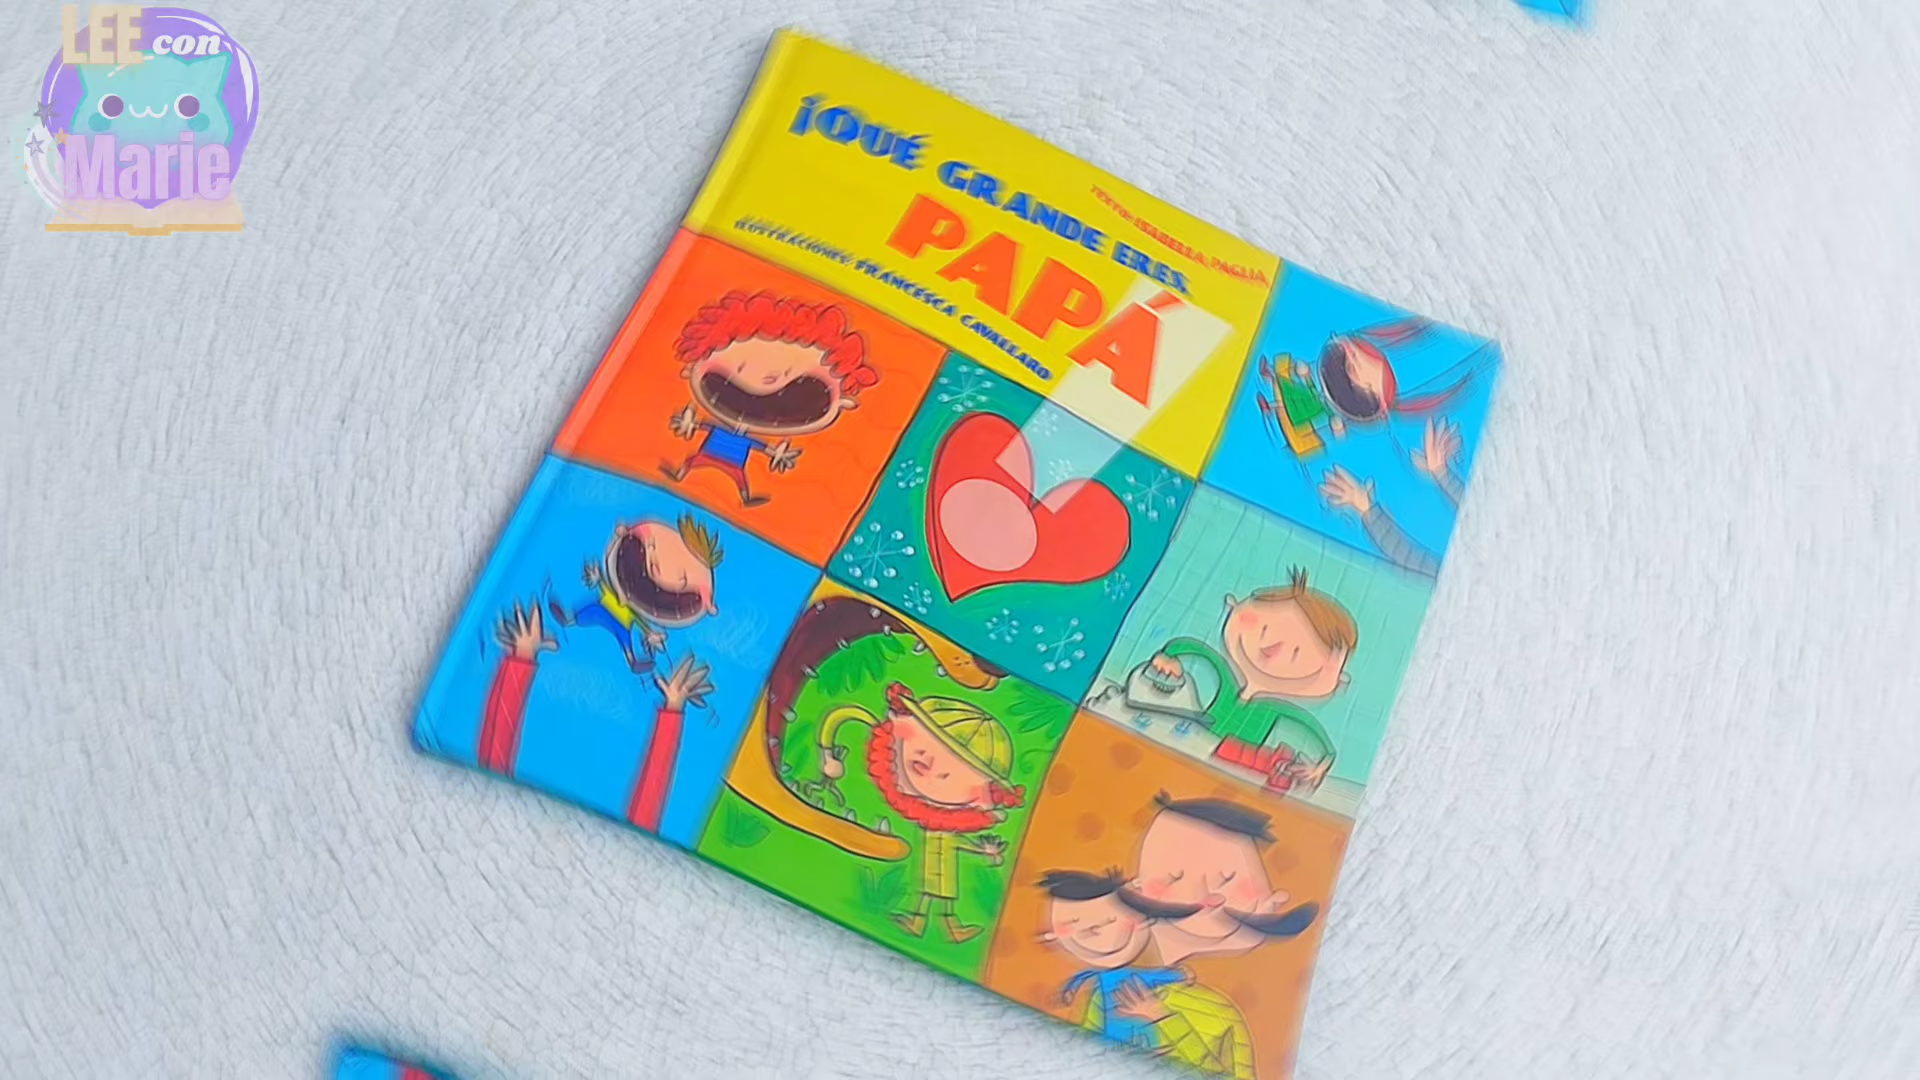 LEE con
Marie
TEXTO: ISABELLA PAGLIA
¡QUÉ GRANDE ERES,
PAPÁ
ILUSTRACIONES: FRANCESCA CAVALLARO